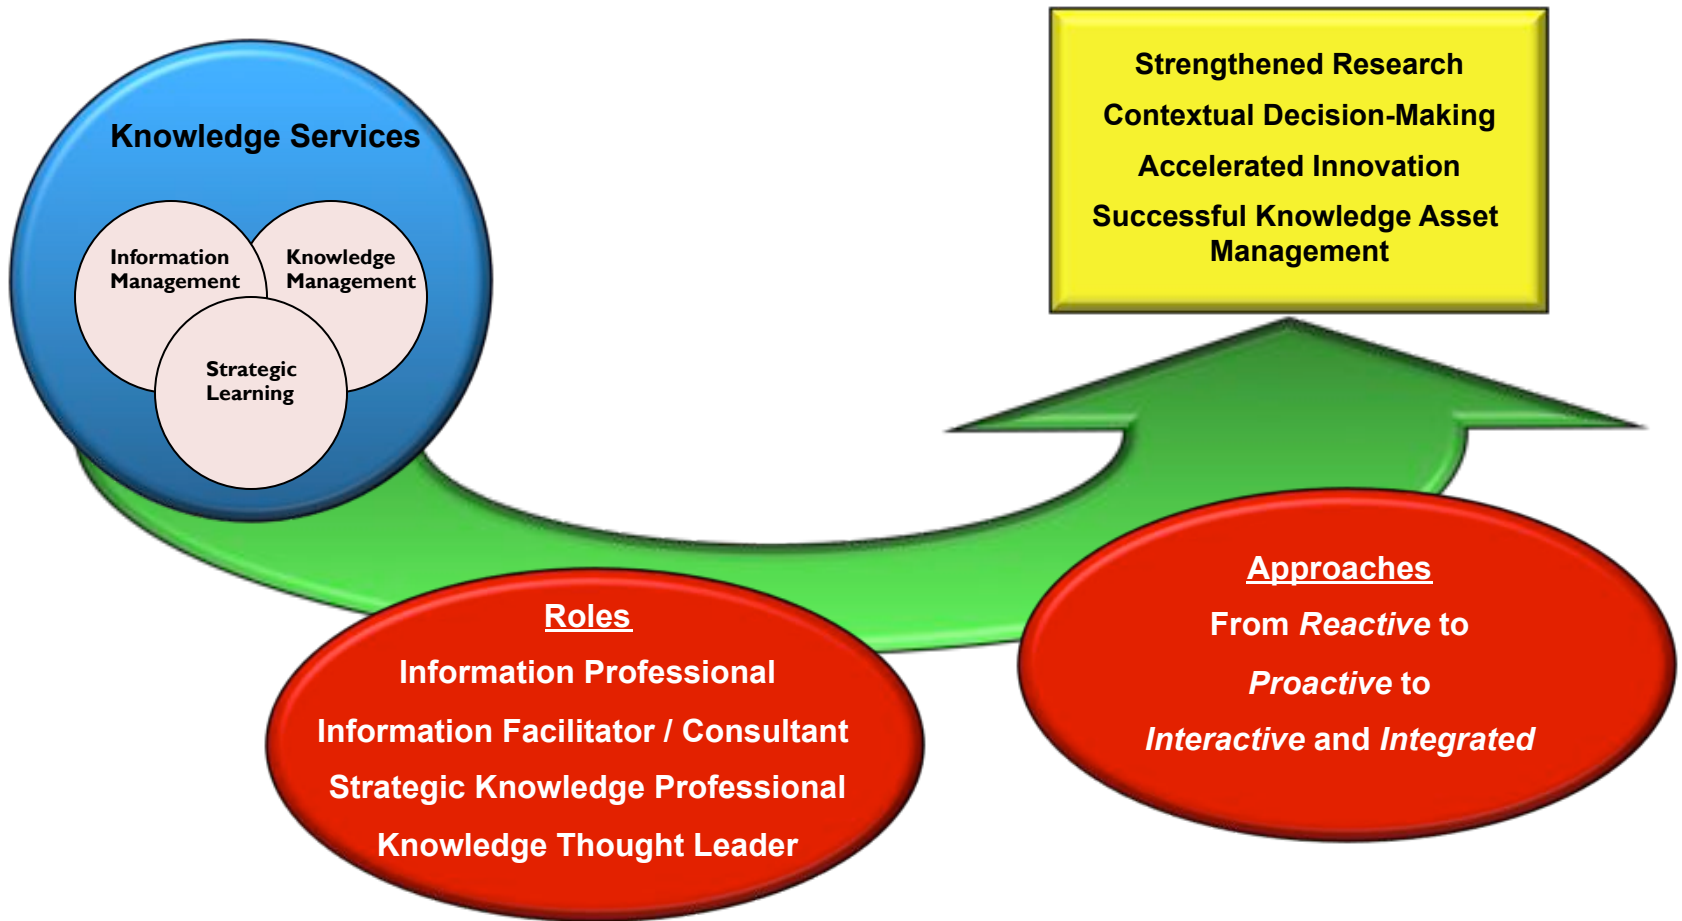 Knowledge Services
Information
Management
Knowledge
Management
Strategic
Learning
Strengthened Research
Contextual Decision-Making
Accelerated Innovation
Successful Knowledge Asset
Management
Roles
Information Professional
Information Facilitator / Consultant
Strategic Knowledge Professional
Knowledge Thought Leader
Approaches
From Reactive to
Proactive to
Interactive and Integrated